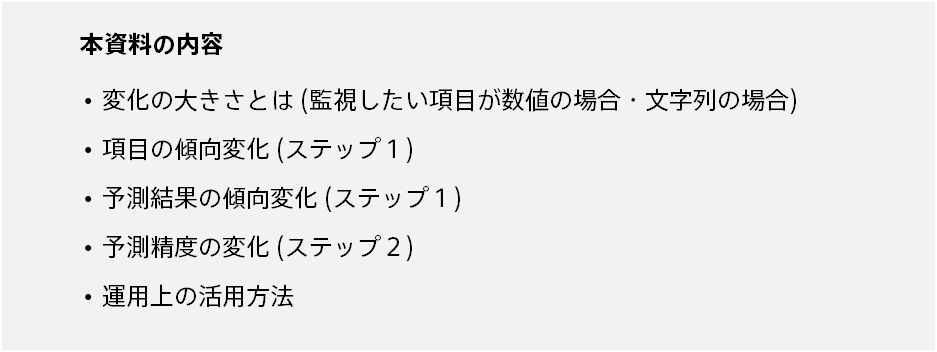 本資料の内容
• 変化の大きさとは (監視したい項目が数値の場合・文字列の場合)
• 項目の傾向変化 (ステップ１)
• 予測結果の傾向変化 (ステップ１)
• 予測精度の変化 (ステップ２)
• 運用上の活用方法